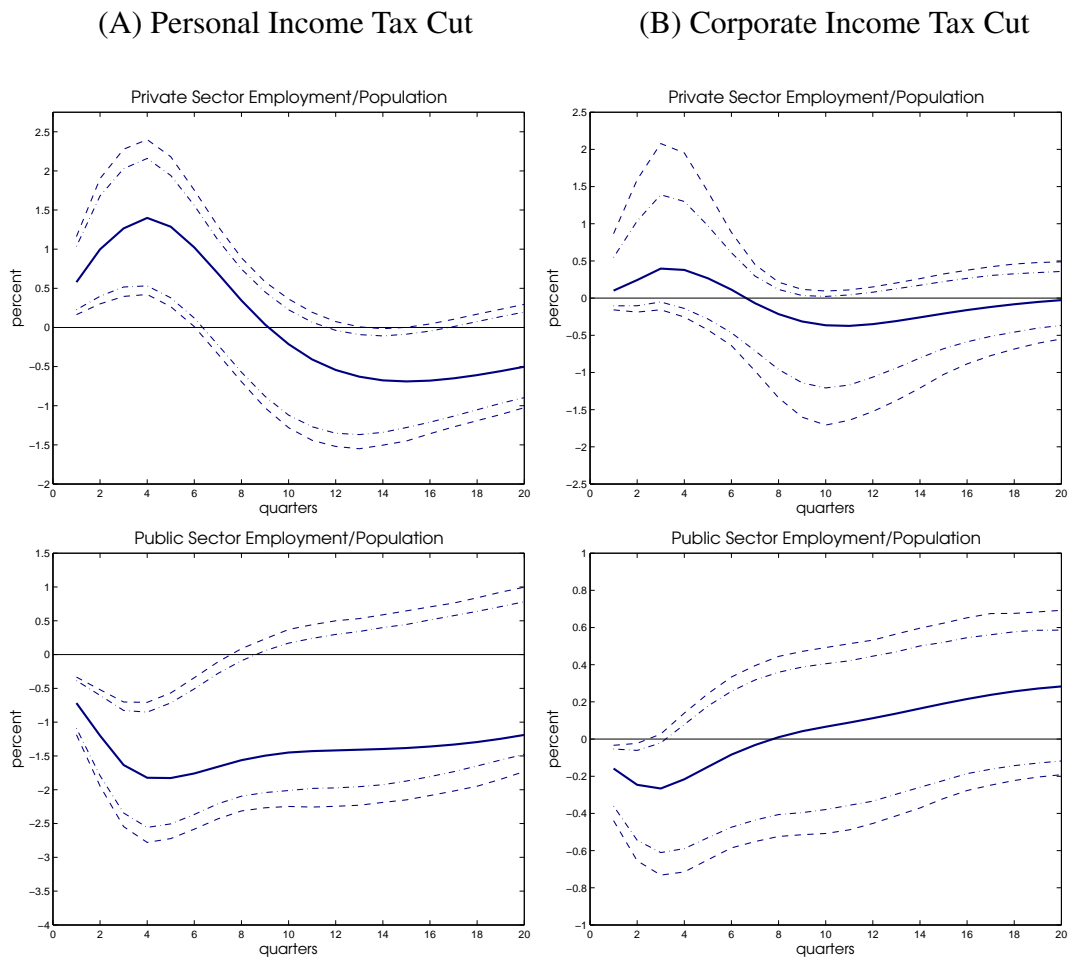 (A) Personal Income Tax Cut
(B) Corporate Income Tax Cut
Private Sector Employment/Population
2.5
2
1.5
1
0.5
0
−0.5
−1
−1.5
−2
percent
0 2 4 6 8 10 12 14 16 18 20
quarters
Private Sector Employment/Population
2.5
2
1.5
1
0.5
0
−0.5
−1
−1.5
−2
−2.5
percent
0 2 4 6 8 10 12 14 16 18 20
quarters
Public Sector Employment/Population
1.5
1
0.5
0
−0.5
−1
−1.5
−2
−2.5
−3
−3.5
−4
percent
0 2 4 6 8 10 12 14 16 18 20
quarters
Public Sector Employment/Population
1
0.8
0.6
0.4
0.2
0
−0.2
−0.4
−0.6
−0.8
−1
percent
0 2 4 6 8 10 12 14 16 18 20
quarters